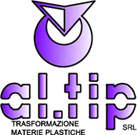 al.tip
TRASFORMAZIONE
MATERIE PLASTICHE SRL